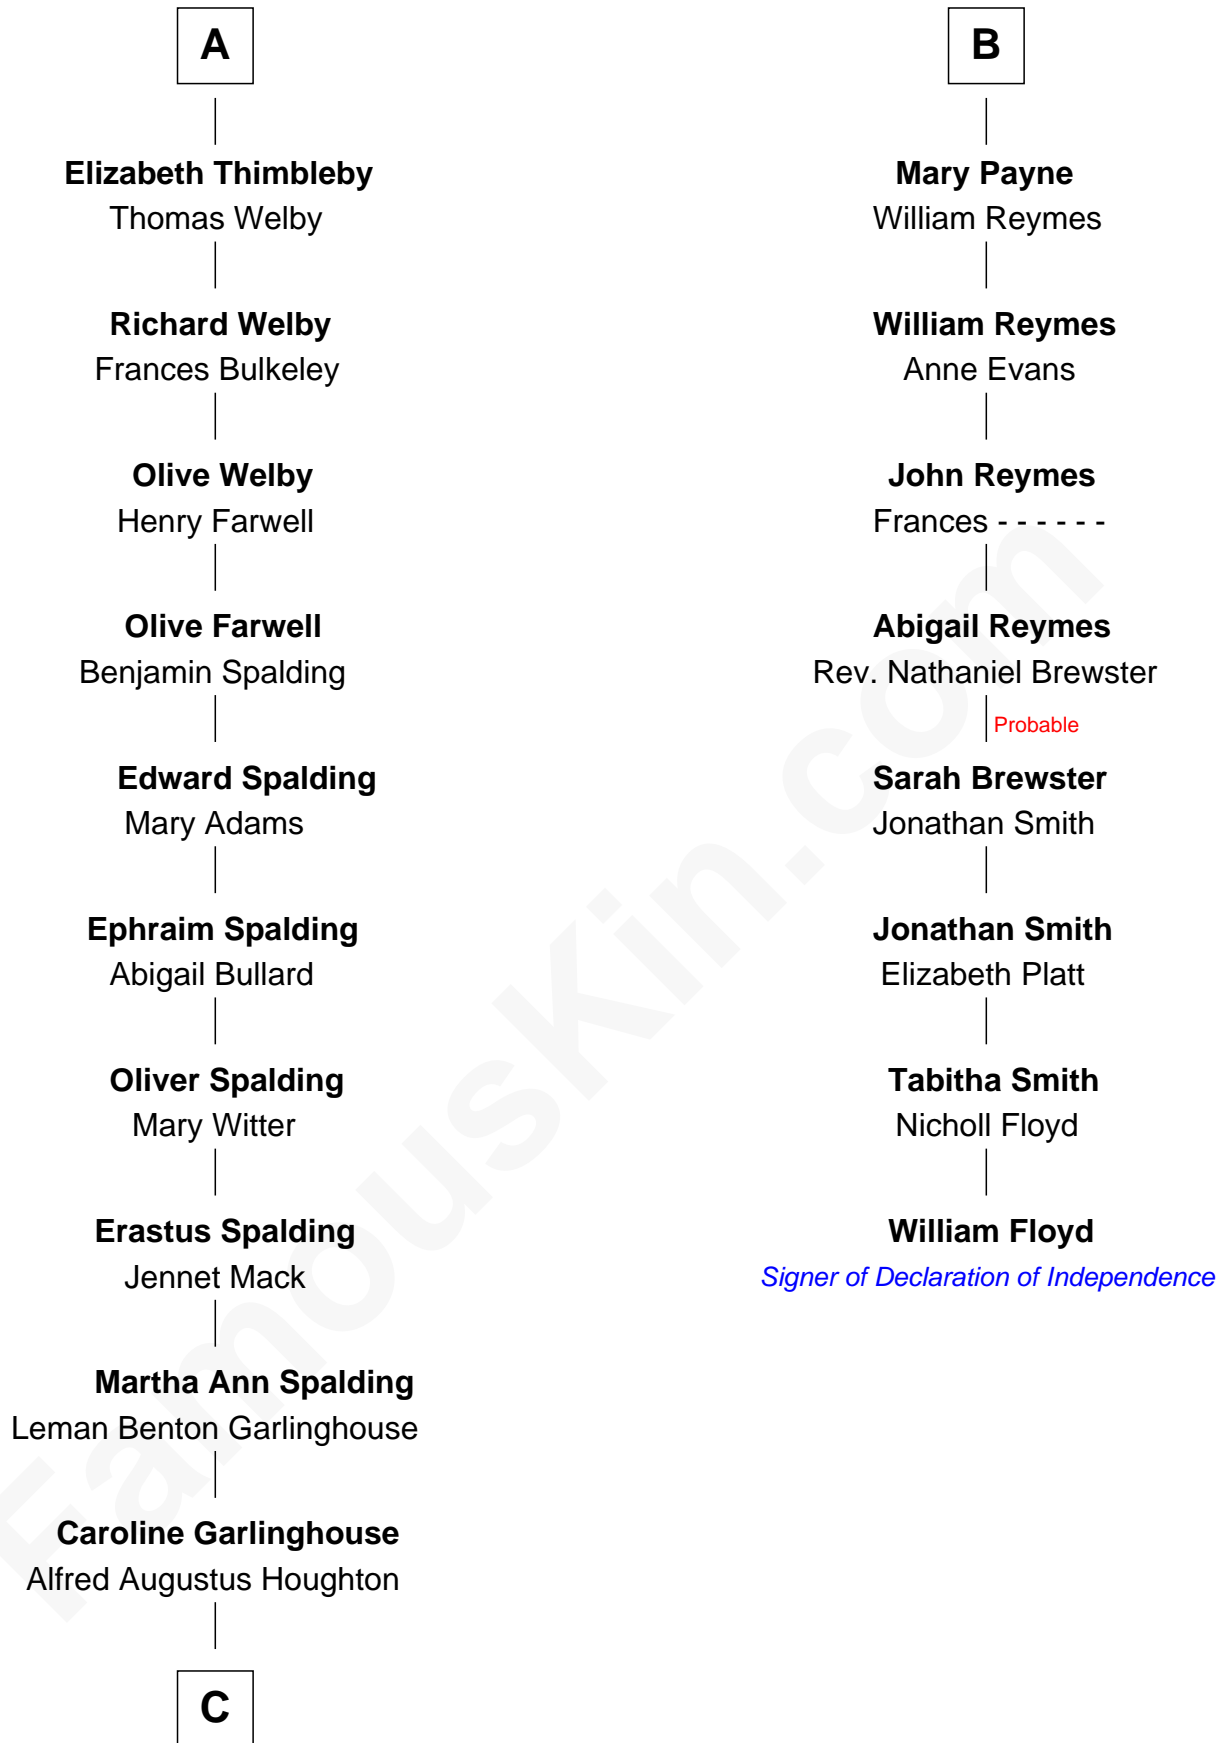 A
Elizabeth Thimbleby
Thomas Welby
Richard Welby
Frances Bulkeley
Olive Welby
Henry Farwell
Olive Farwell
Benjamin Spalding
Edward Spalding
Mary Adams
Ephraim Spalding
Abigail Bullard
Oliver Spalding
Mary Witter
Erastus Spalding
Jennet Mack
Martha Ann Spalding
Leman Benton Garlinghouse
Caroline Garlinghouse
Alfred Augustus Houghton
C
B
Mary Payne
William Reymes
William Reymes
Anne Evans
John Reymes
Frances - - - - - -
Abigail Reymes
Rev. Nathaniel Brewster
Probable
Sarah Brewster
Jonathan Smith
Jonathan Smith
Elizabeth Platt
Tabitha Smith
Nicholl Floyd
William Floyd
Signer of Declaration of Independence
FamousKin.com